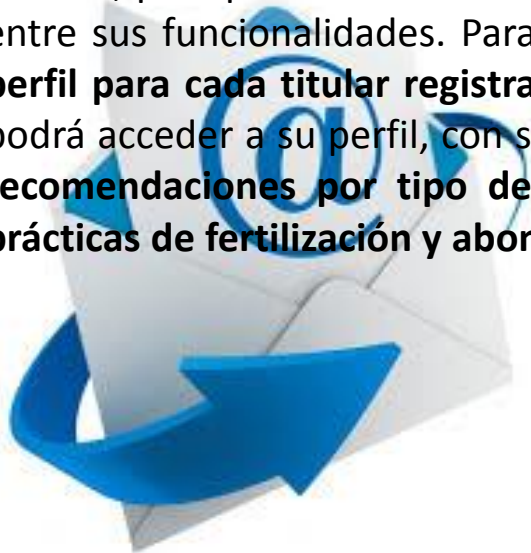 entre sus funcionalidades. Para
perfil para cada titular registra
podrá acceder a su perfil, con s
recomendaciones por tipo de
prácticas de fertilización y abor
@